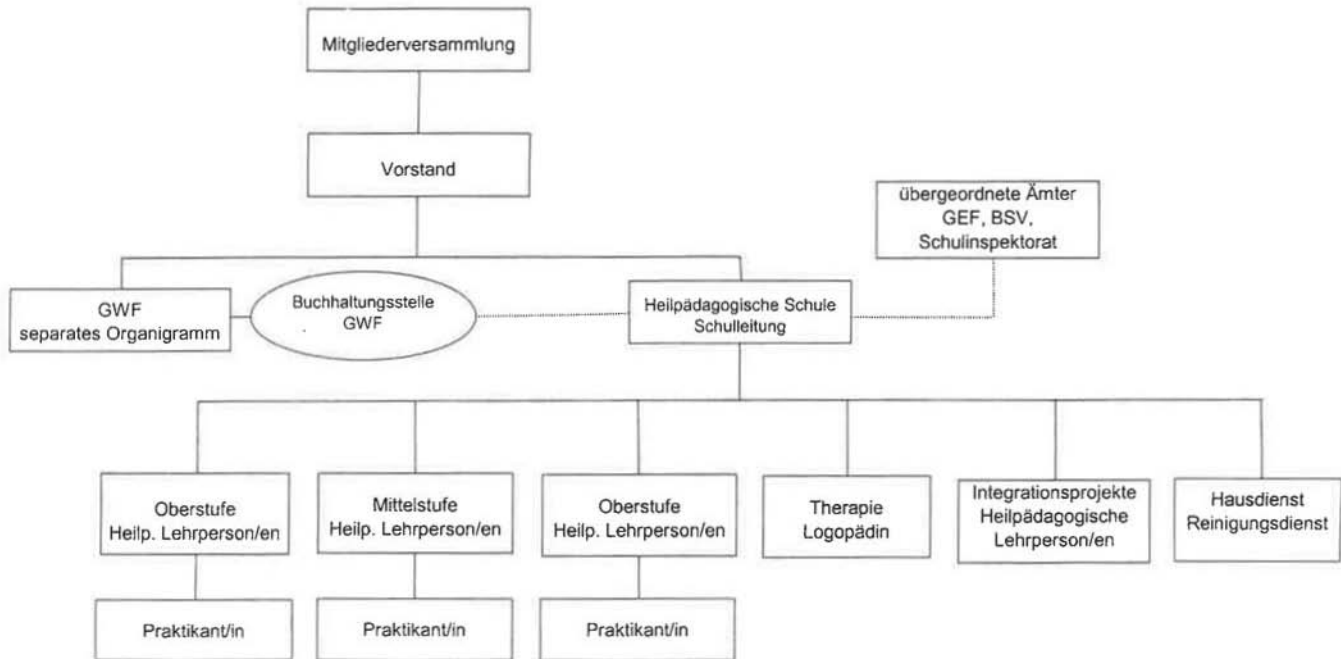 Mitgliederversammlung
Vorstand
übergeordnete Ämter
GEF, BSV,
Schulinspektorat
GWF
separates Organigramm
Buchhaltungsstelle
GWF
Heilpädagogische Schule
Schulleitung
Oberstufe
Heilp. Lehrperson/en
Mittelstufe
Heilp. Lehrperson/en
Oberstufe
Heilp. Lehrperson/en
Therapie
Logopädin
Integrationsprojekte
Heilpädagogische
Lehrperson/en
Hausdienst
Reinigungsdienst
Praktikant/in
Praktikant/in
Praktikant/in